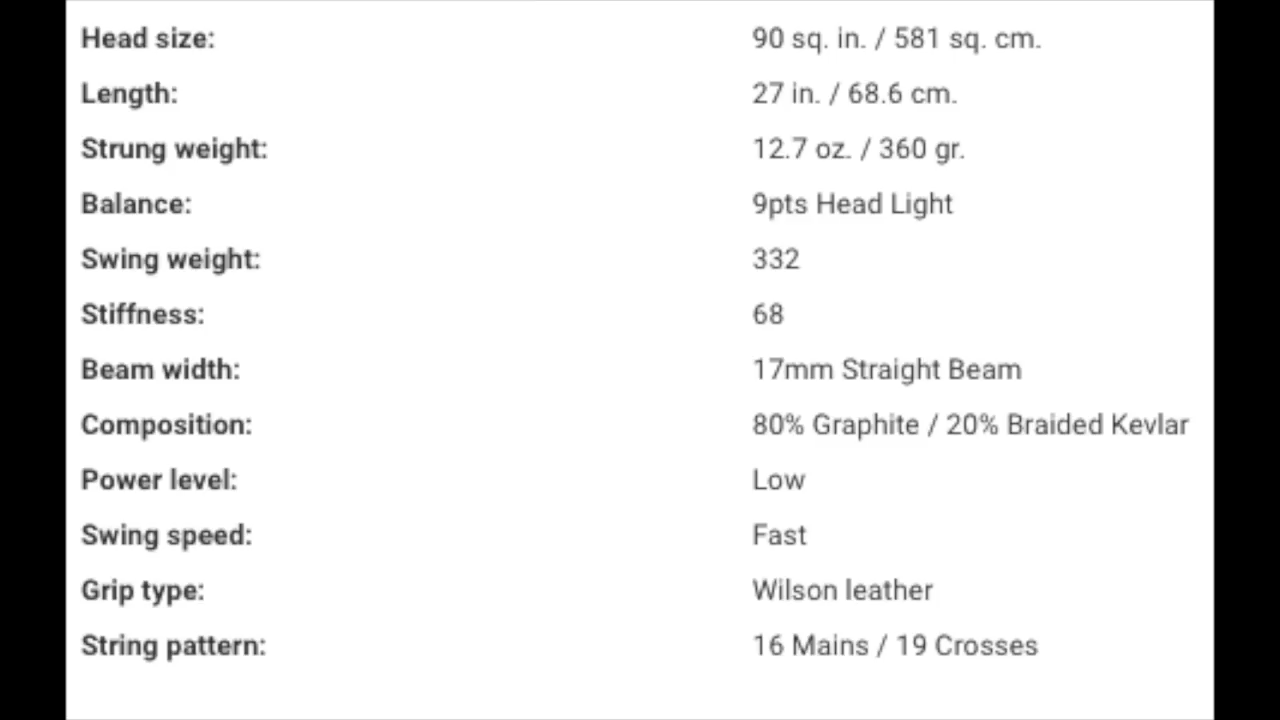 Head size: 90 sq. in. / 581 sq. cm.
Length: 27 in. / 68.6 cm.
Strung weight: 12.7 oz. / 360 gr.
Balance: 9pts Head Light
Swing weight: 332
Stiffness: 68
Beam width: 17mm Straight Beam
Composition: 80% Graphite / 20% Braided Kevlar
Power level: Low
Swing speed: Fast
Grip type: Wilson leather
String pattern: 16 Mains / 19 Crosses